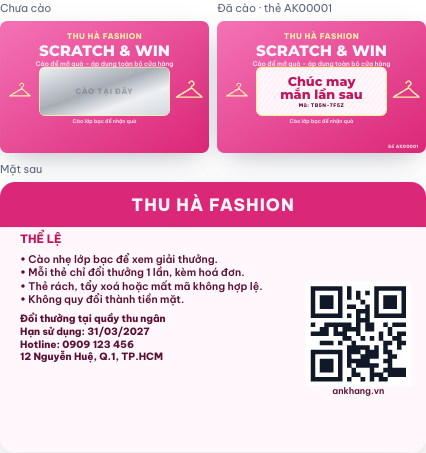 Chưa cào
Đã cào · thẻ AK00001
THU HÀ FASHION
SCRATCH & WIN
Cào để mở quà – áp dụng toàn bộ cửa hàng
CÀO TẠI ĐÂY
Cào lớp bạc để nhận quà
THU HÀ FASHION
SCRATCH & WIN
Cào để mở quà – áp dụng toàn bộ cửa hàng
Chúc may
mắn lần sau
Mã: TB5N-7F5Z
Cào lớp bạc để nhận quà
Số AK00001
Mặt sau
THU HÀ FASHION
THỂ LỆ
• Cào nhẹ lớp bạc để xem giải thưởng.
• Mỗi thẻ chỉ đổi thưởng 1 lần, kèm hoá đơn.
• Thẻ rách, tẩy xoá hoặc mất mã không hợp lệ.
• Không quy đổi thành tiền mặt.
Đổi thưởng tại quầy thu ngân
Hạn sử dụng: 31/03/2027
Hotline: 0909 123 456
12 Nguyễn Huệ, Q.1, TP.HCM
ankhang.vn